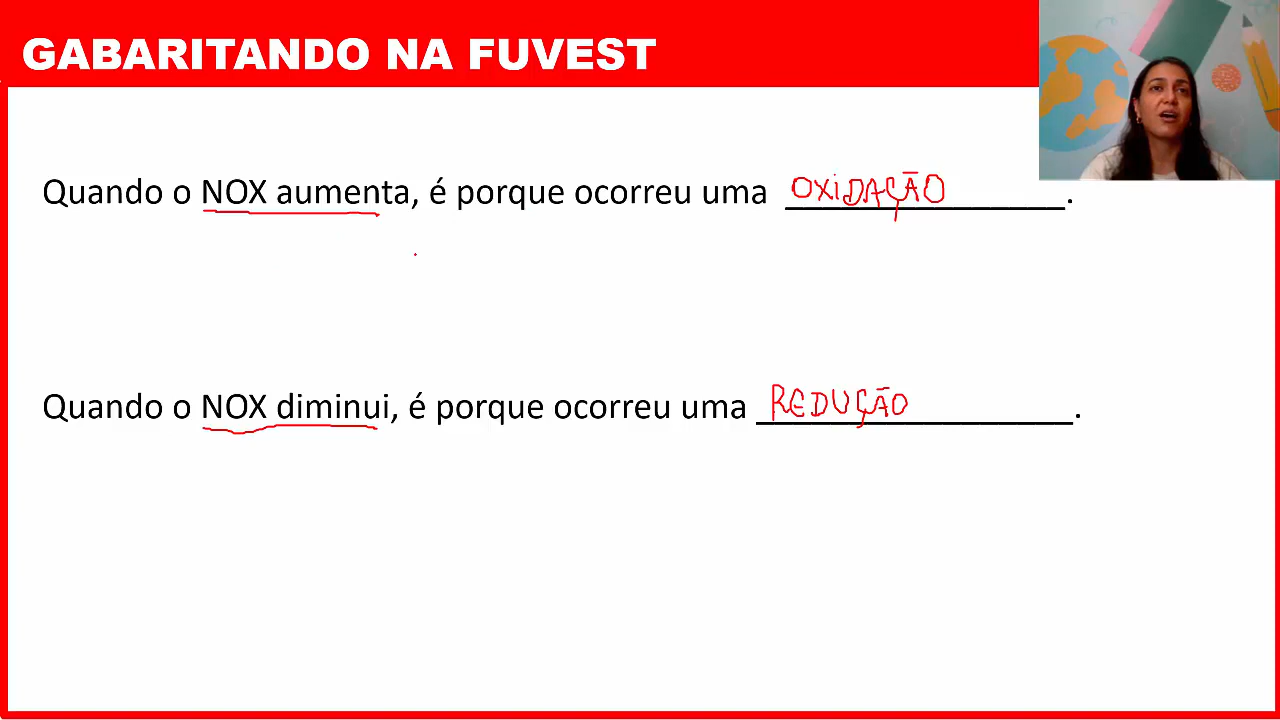 GABARITANDO NA FUVEST
Quando o NOX aumenta, é porque ocorreu uma OXIDAÇÃO.
Quando o NOX diminui, é porque ocorreu uma REDUÇÃO.